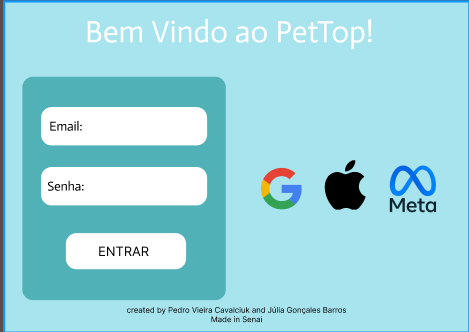 Bem Vindo ao PetTop!
Email:
Senha:
ENTRAR
Meta
created by Pedro Vieira Cavalciuk and Júlia Gonçales Barros
Made in Senai